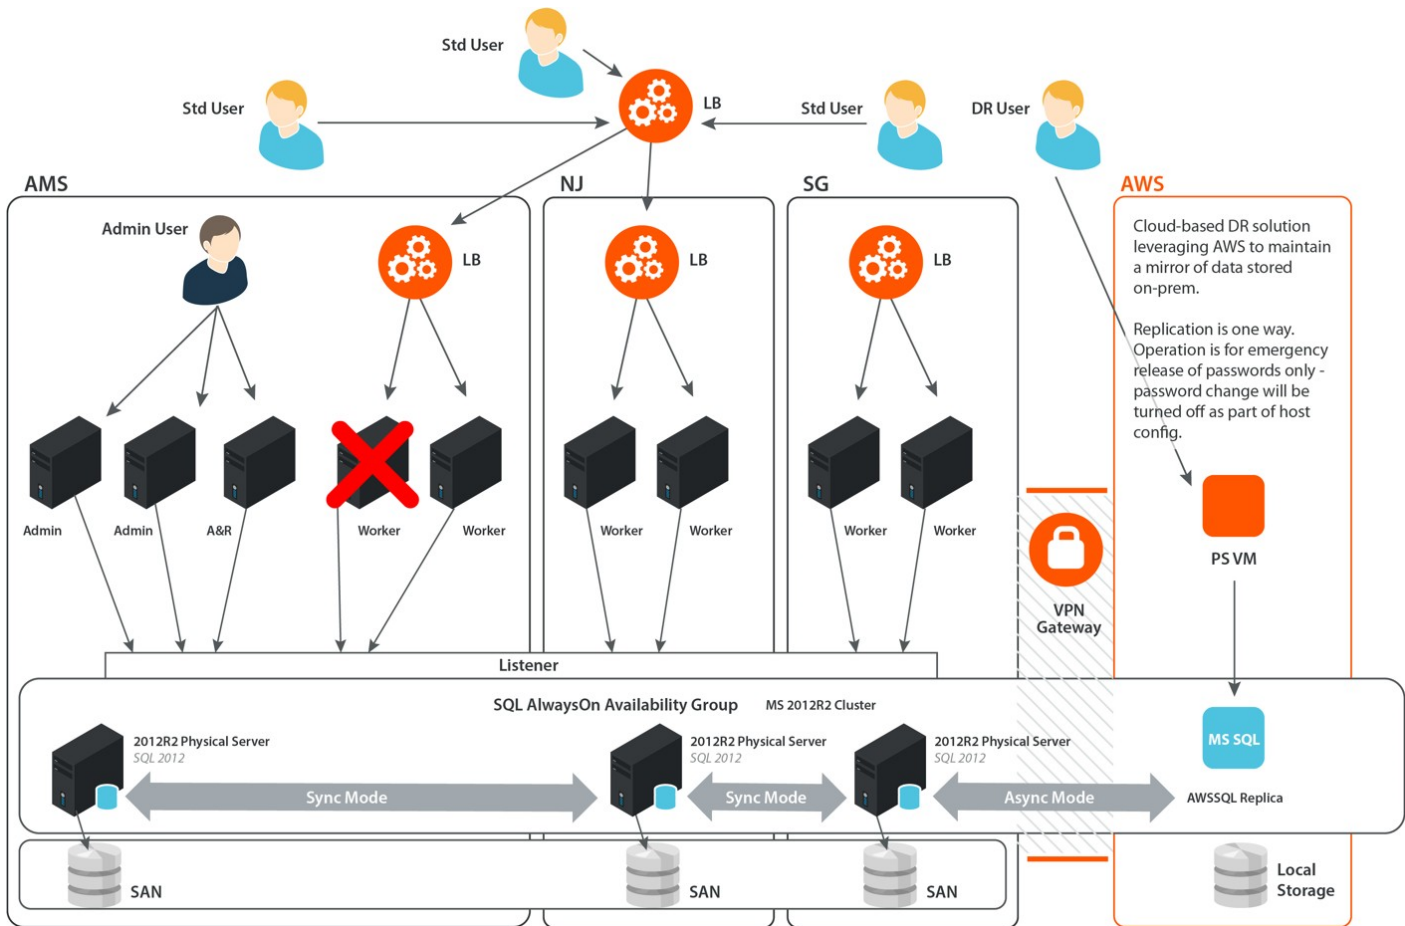 Std User
Std User
LB
Std User
DR User
AMS
NJ
SG
AWS
Admin User
LB
LB
LB
Cloud-based DR solution
leveraging AWS to maintain
a mirror of data stored
on-prem.
Replication is one way.
Operation is for emergency
release of passwords only -
password change will be
turned off as part of host
config.
Admin
Admin
A&R
Worker
Worker
Worker
Worker
Worker
Worker
PS VM
VPN
Gateway
Listener
SQL AlwaysOn Availability Group
MS 2012R2 Cluster
2012R2 Physical Server
SQL 2012
2012R2 Physical Server
SQL 2012
2012R2 Physical Server
SQL 2012
MS SQL
Sync Mode
Sync Mode
Async Mode
AWSSQL Replica
SAN
SAN
SAN
Local
Storage